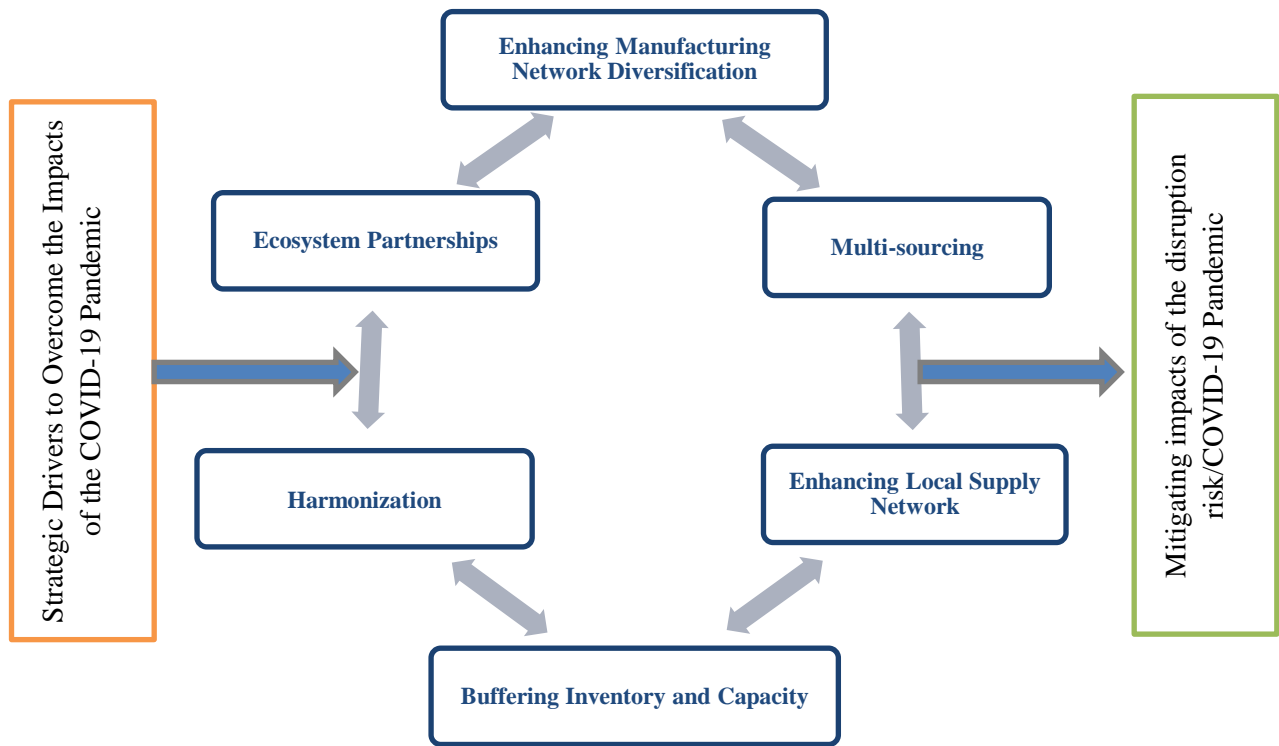 Enhancing Manufacturing
Network Diversification
Strategic Drivers to Overcome the Impacts
of the COVID-19 Pandemic
Ecosystem Partnerships
Multi-sourcing
Mitigating impacts of the disruption
risk/COVID-19 Pandemic
Harmonization
Enhancing Local Supply
Network
Buffering Inventory and Capacity